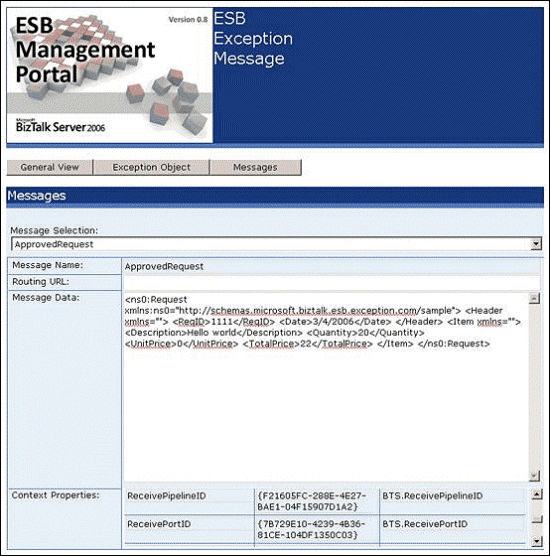 ESB
Management
Portal
Version 0.8
Microsoft
BizTalk Server 2006
ESB
Exception
Message
General View
Exception Object
Messages
Messages
Message Selection:
ApprovedRequest
Message Name: ApprovedRequest
Routing URL:
Message Data: <ns0:Request
xmlns:ns0="http://schemas.microsoft.biztalk.esb.exception.com/sample"> <Header
xmlns=""> <ReqID>1111</ReqID> <Date>3/4/2006</Date> </Header> <Item xmlns="">
<Description>Hello world</Description> <Quantity>20</Quantity>
<UnitPrice>0</UnitPrice> <TotalPrice>22</TotalPrice> </Item> </ns0:Request>
Context Properties: ReceivePipelineID {F21605FC-288E-4E27- BTS.ReceivePipelineID
BAE1-04F15907D1A2}
ReceivePortID {7B729E10-4239-4B36- BTS.ReceivePortID
81CE-104DF1350C03}